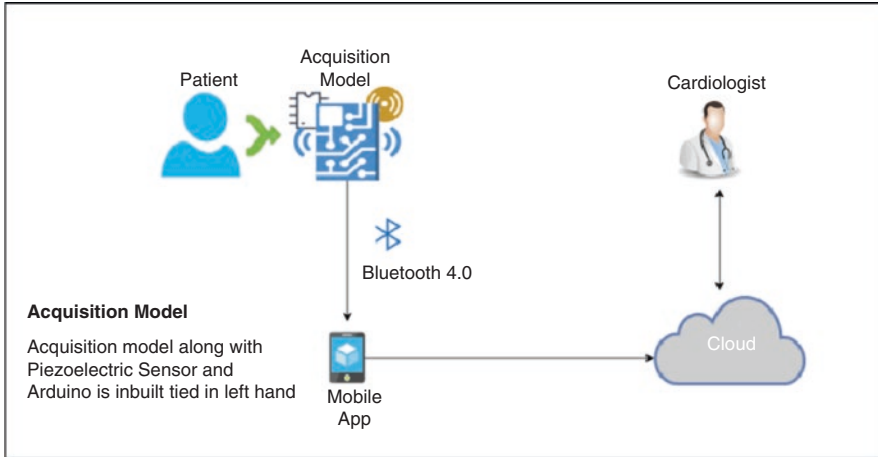 Patient
Acquisition
Model
Cardiologist
Bluetooth 4.0
Acquisition Model
Acquisition model along with
Piezoelectric Sensor and
Arduino is inbuilt tied in left hand
Mobile
App
Cloud